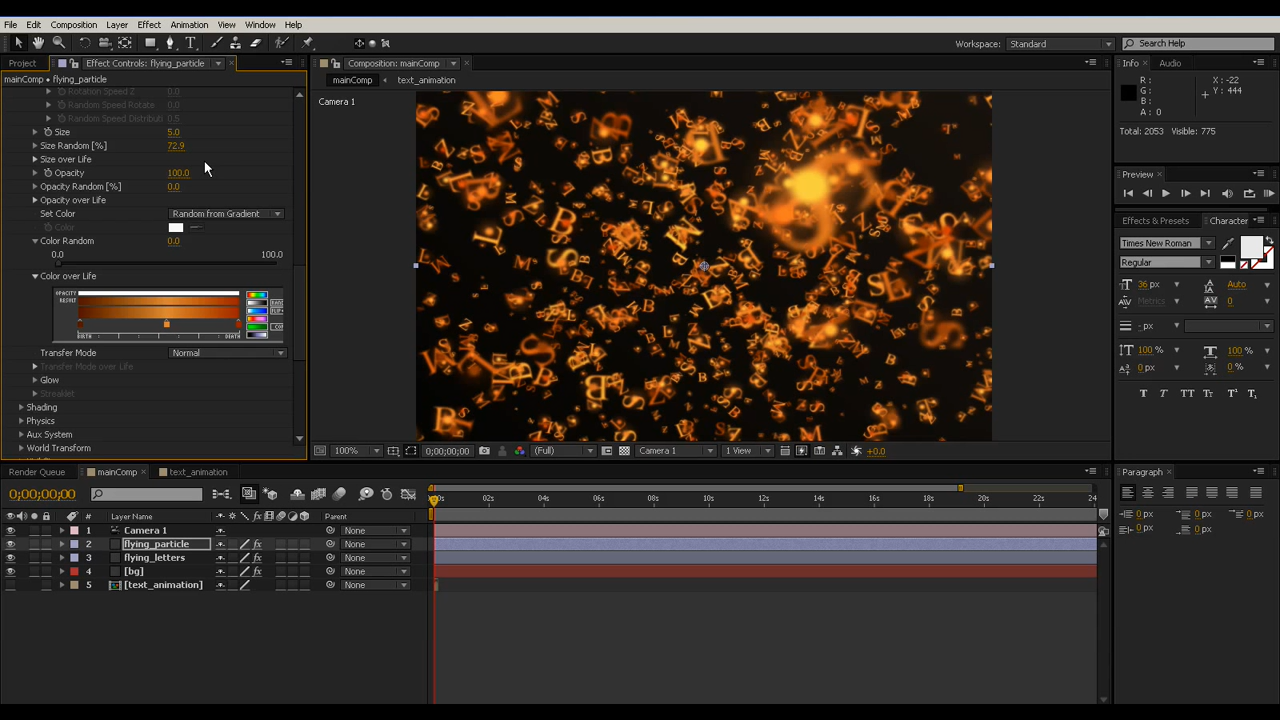 File Edit Composition Layer Effect Animation View Window Help
Workspace: Standard Search Help
Project Effect Controls: flying_particle Composition: mainComp Info Audio
mainComp • flying_particle mainComp text_animation
Rotation Speed Z 0.0
Random Speed Rotate 0.0
Random Speed Distributi 0.5
Size 5.0
Size Random [%] 72.9
Size over Life
Opacity 100.0
Opacity Random [%] 0.0
Opacity over Life
Set Color Random from Gradient
Color
Color Random 0.0
0.0 100.0
Color over Life
OPACITY
RESULT
BIRTH DEATH
Transfer Mode Normal
Transfer Mode over Life
Glow
Streaklet
Shading
Physics
Aux System
World Transform
Camera 1
100% 0;00;00;00 (Full) Camera 1 1 View +0.0
R :
G :
B :
A : 0
X : -22
Y : 444
Total: 2053 Visible: 775
Preview
Effects & Presets Character
Times New Roman
Regular
36 px Auto
Metrics 0
- px
100 % 100 %
0 px 0 %
Render Queue mainComp text_animation
0;00;00;00
00s 02s 04s 06s 08s 10s 12s 14s 16s 18s 20s 22s 24
# Layer Name Parent
1 Camera 1 None
2 flying_particle None
3 flying_letters None
4 [bg] None
5 [text_animation] None
Paragraph
0 px 0 px 0 px
0 px 0 px